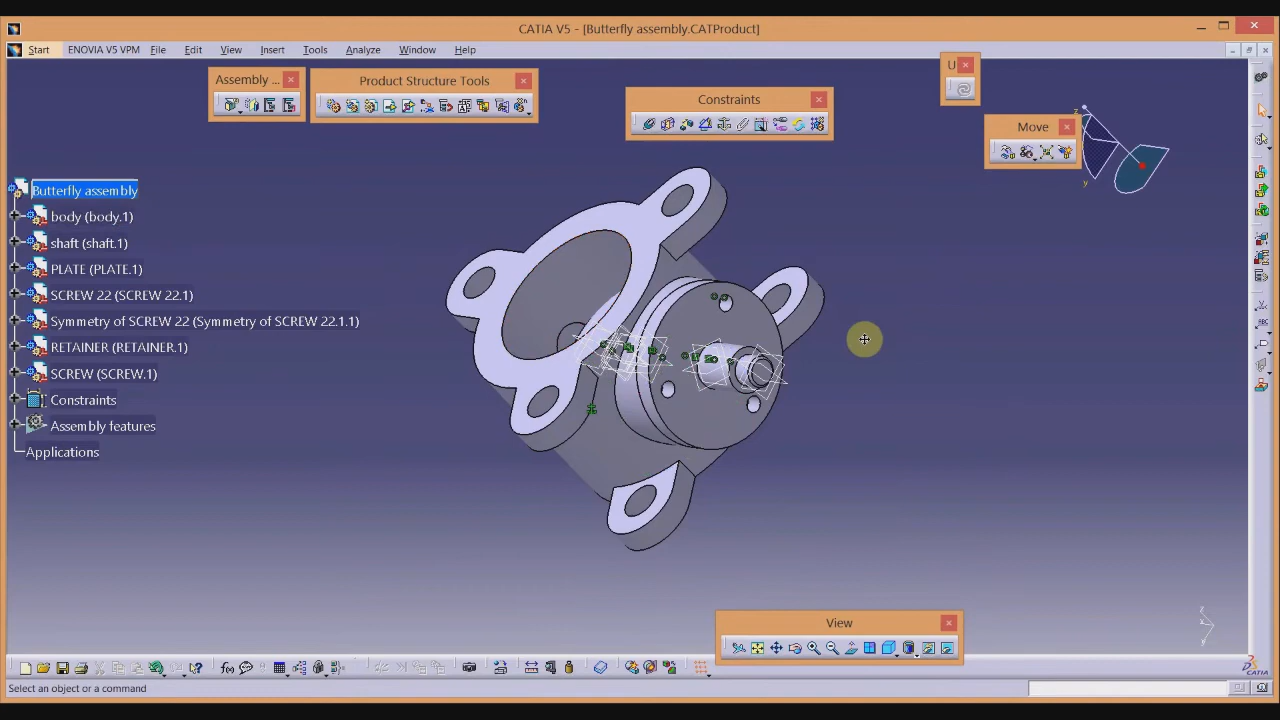 CATIA V5 - [Butterfly assembly.CATProduct]
Start ENOVIA V5 VPM File Edit View Insert Tools Analyze Window Help
Assembly ...
Product Structure Tools
Constraints
U
Move
z
y
Butterfly assembly
body (body.1)
shaft (shaft.1)
PLATE (PLATE.1)
SCREW 22 (SCREW 22.1)
Symmetry of SCREW 22 (Symmetry of SCREW 22.1.1)
RETAINER (RETAINER.1)
SCREW (SCREW.1)
Constraints
Assembly features
Applications
View
z
x
y
CATIA
Select an object or a command